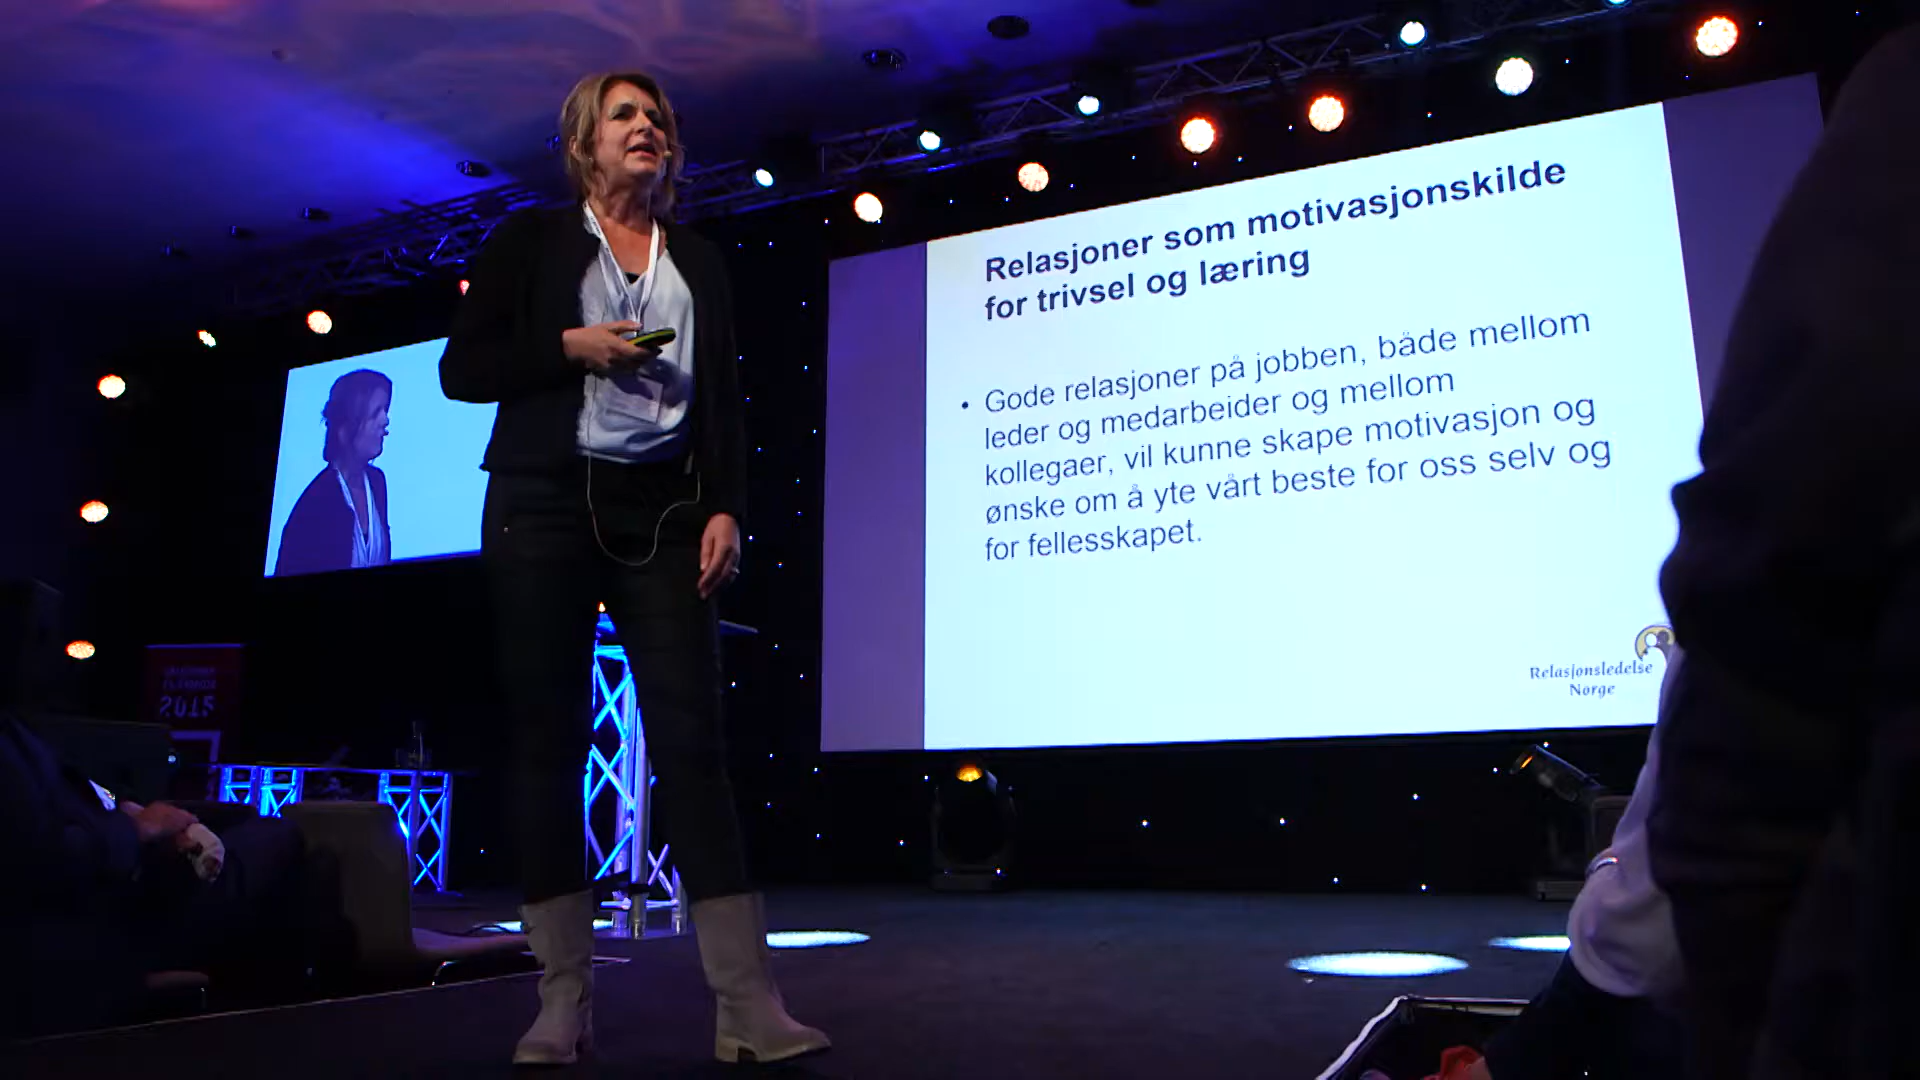 Relasjoner som motivasjonskilde
for trivsel og læring
• Gode relasjoner på jobben, både mellom
leder og medarbeider og mellom
kollegaer, vil kunne skape motivasjon og
ønske om å yte vårt beste for oss selv og
for fellesskapet.
Relasjonsledelse
Norge
2015